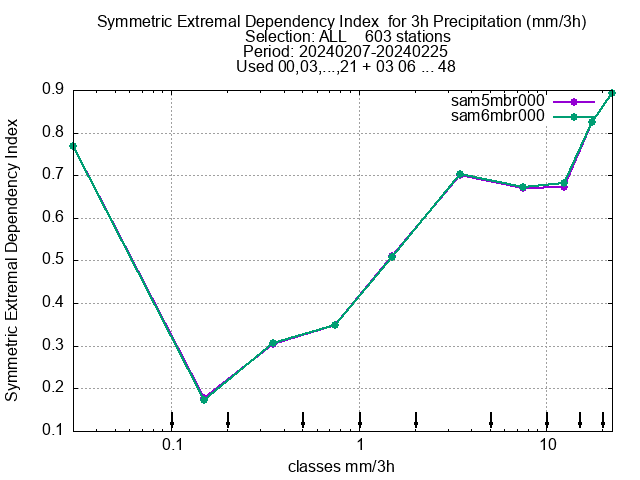 Symmetric Extremal Dependency Index  for 3h Precipitation (mm/3h)
Selection: ALL    603 stations
Period: 20240207-20240225
Used 00,03,...,21 + 03 06 ... 48
sam5mbr000
sam6mbr000
Symmetric Extremal Dependency Index
0.9
0.8
0.7
0.6
0.5
0.4
0.3
0.2
0.1
0.1 1 10
classes mm/3h